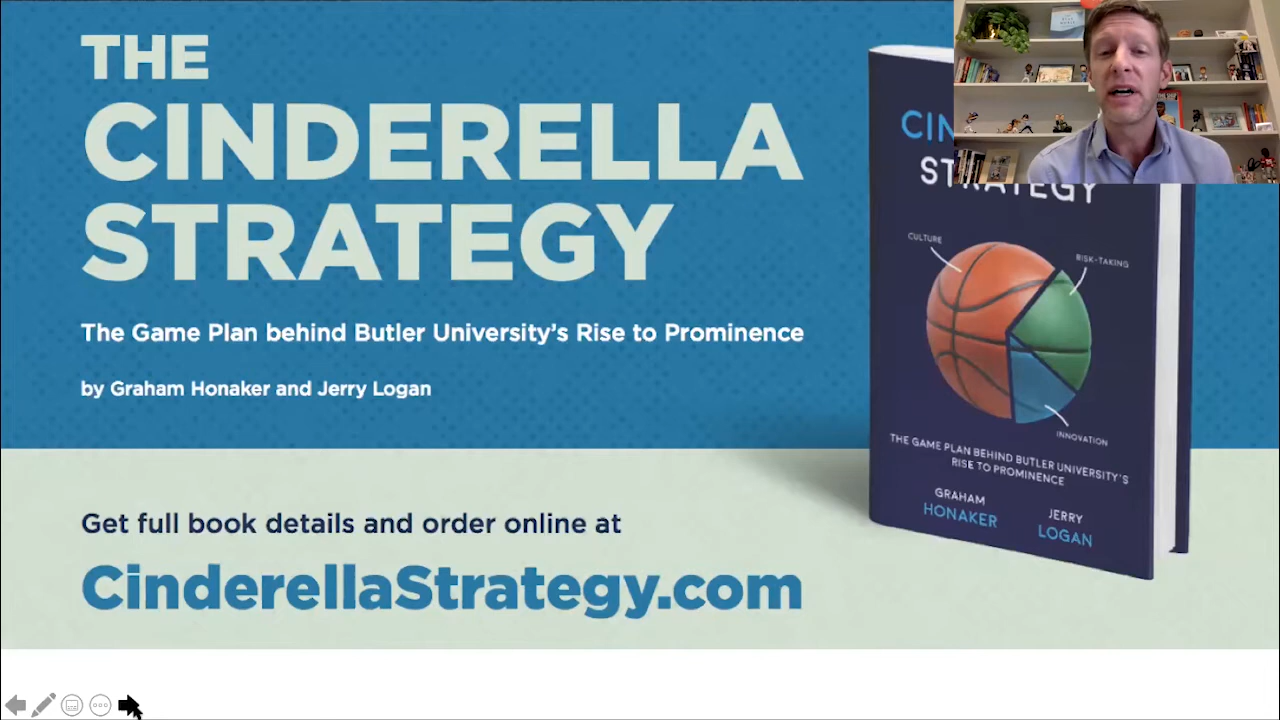 THE
CINDERELLA
STRATEGY
The Game Plan behind Butler University's Rise to Prominence
by Graham Honaker and Jerry Logan
Get full book details and order online at
CinderellaStrategy.com
CIN
STRATEGY
CULTURE
RISK-TAKING
INNOVATION
THE GAME PLAN BEHIND BUTLER UNIVERSITY'S
RISE TO PROMINENCE
GRAHAM
HONAKER
JERRY
LOGAN